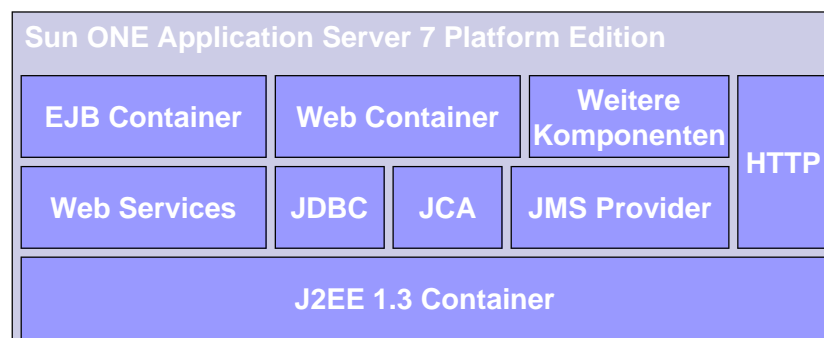 Sun ONE Application Server 7 Platform Edition
EJB Container
Web Container
Weitere
Komponenten
HTTP
Web Services
JDBC
JCA
JMS Provider
J2EE 1.3 Container